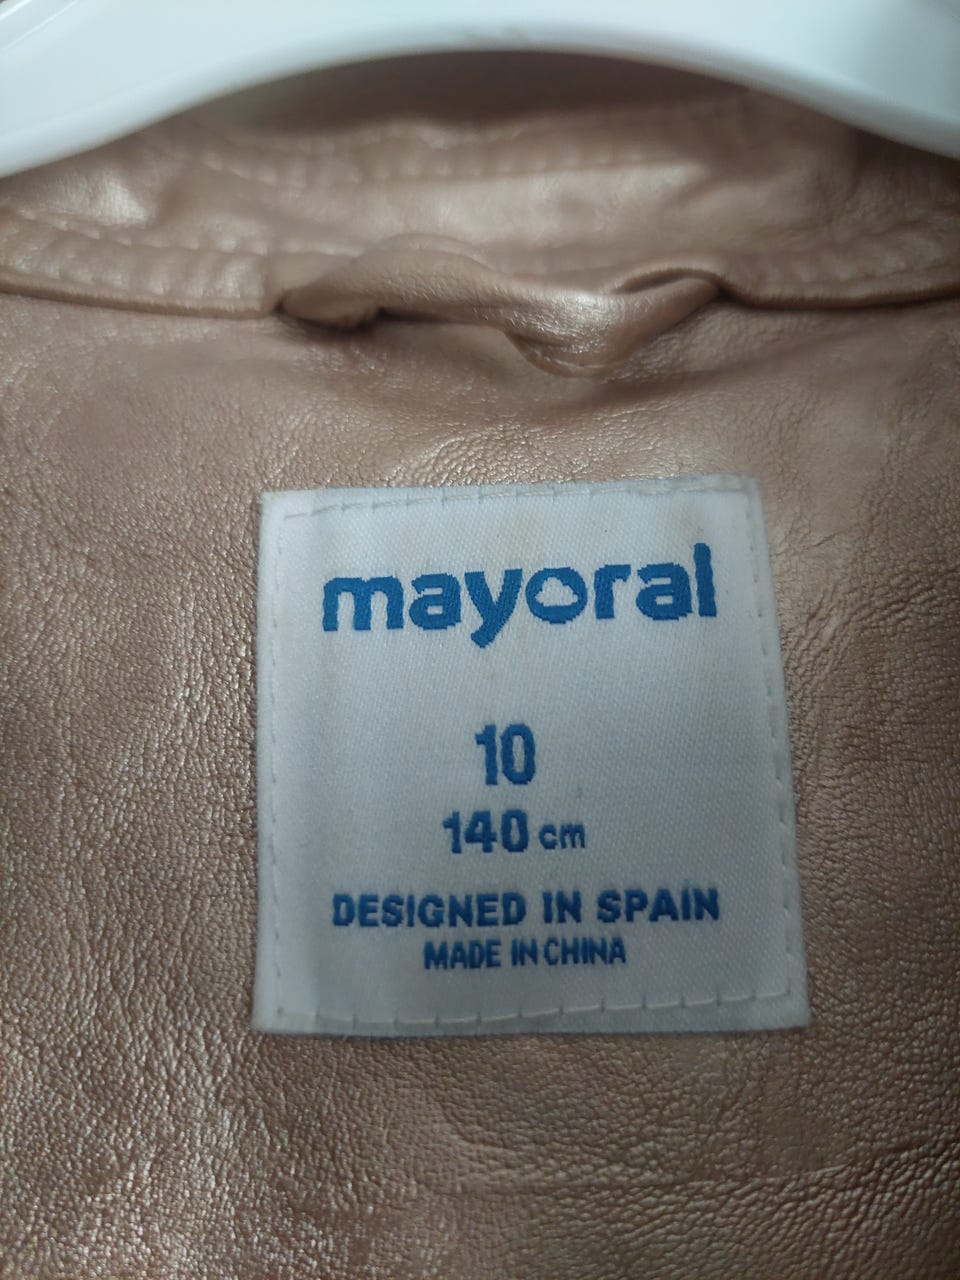 mayoral
10
140 cm
DESIGNED IN SPAIN
MADE IN CHINA